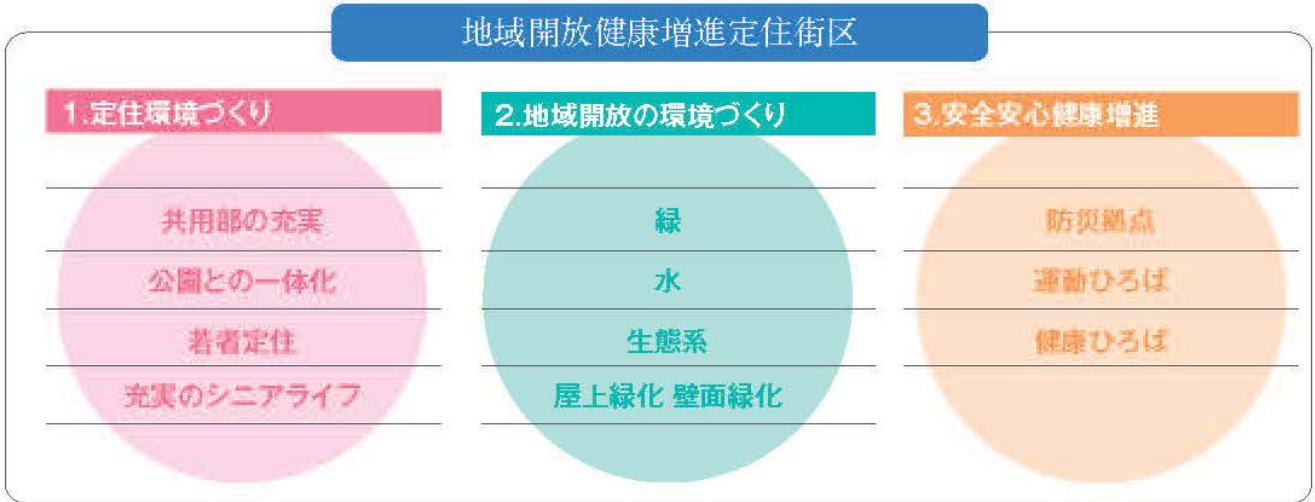 地域開放健康増進定住街区
1.定住環境づくり
共用部の充実
公園との一体化
若者定住
充実のシニアライフ
2.地域開放の環境づくり
緑
水
生態系
屋上緑化 壁面緑化
3.安全安心健康増進
防災拠点
運動ひろば
健康ひろば